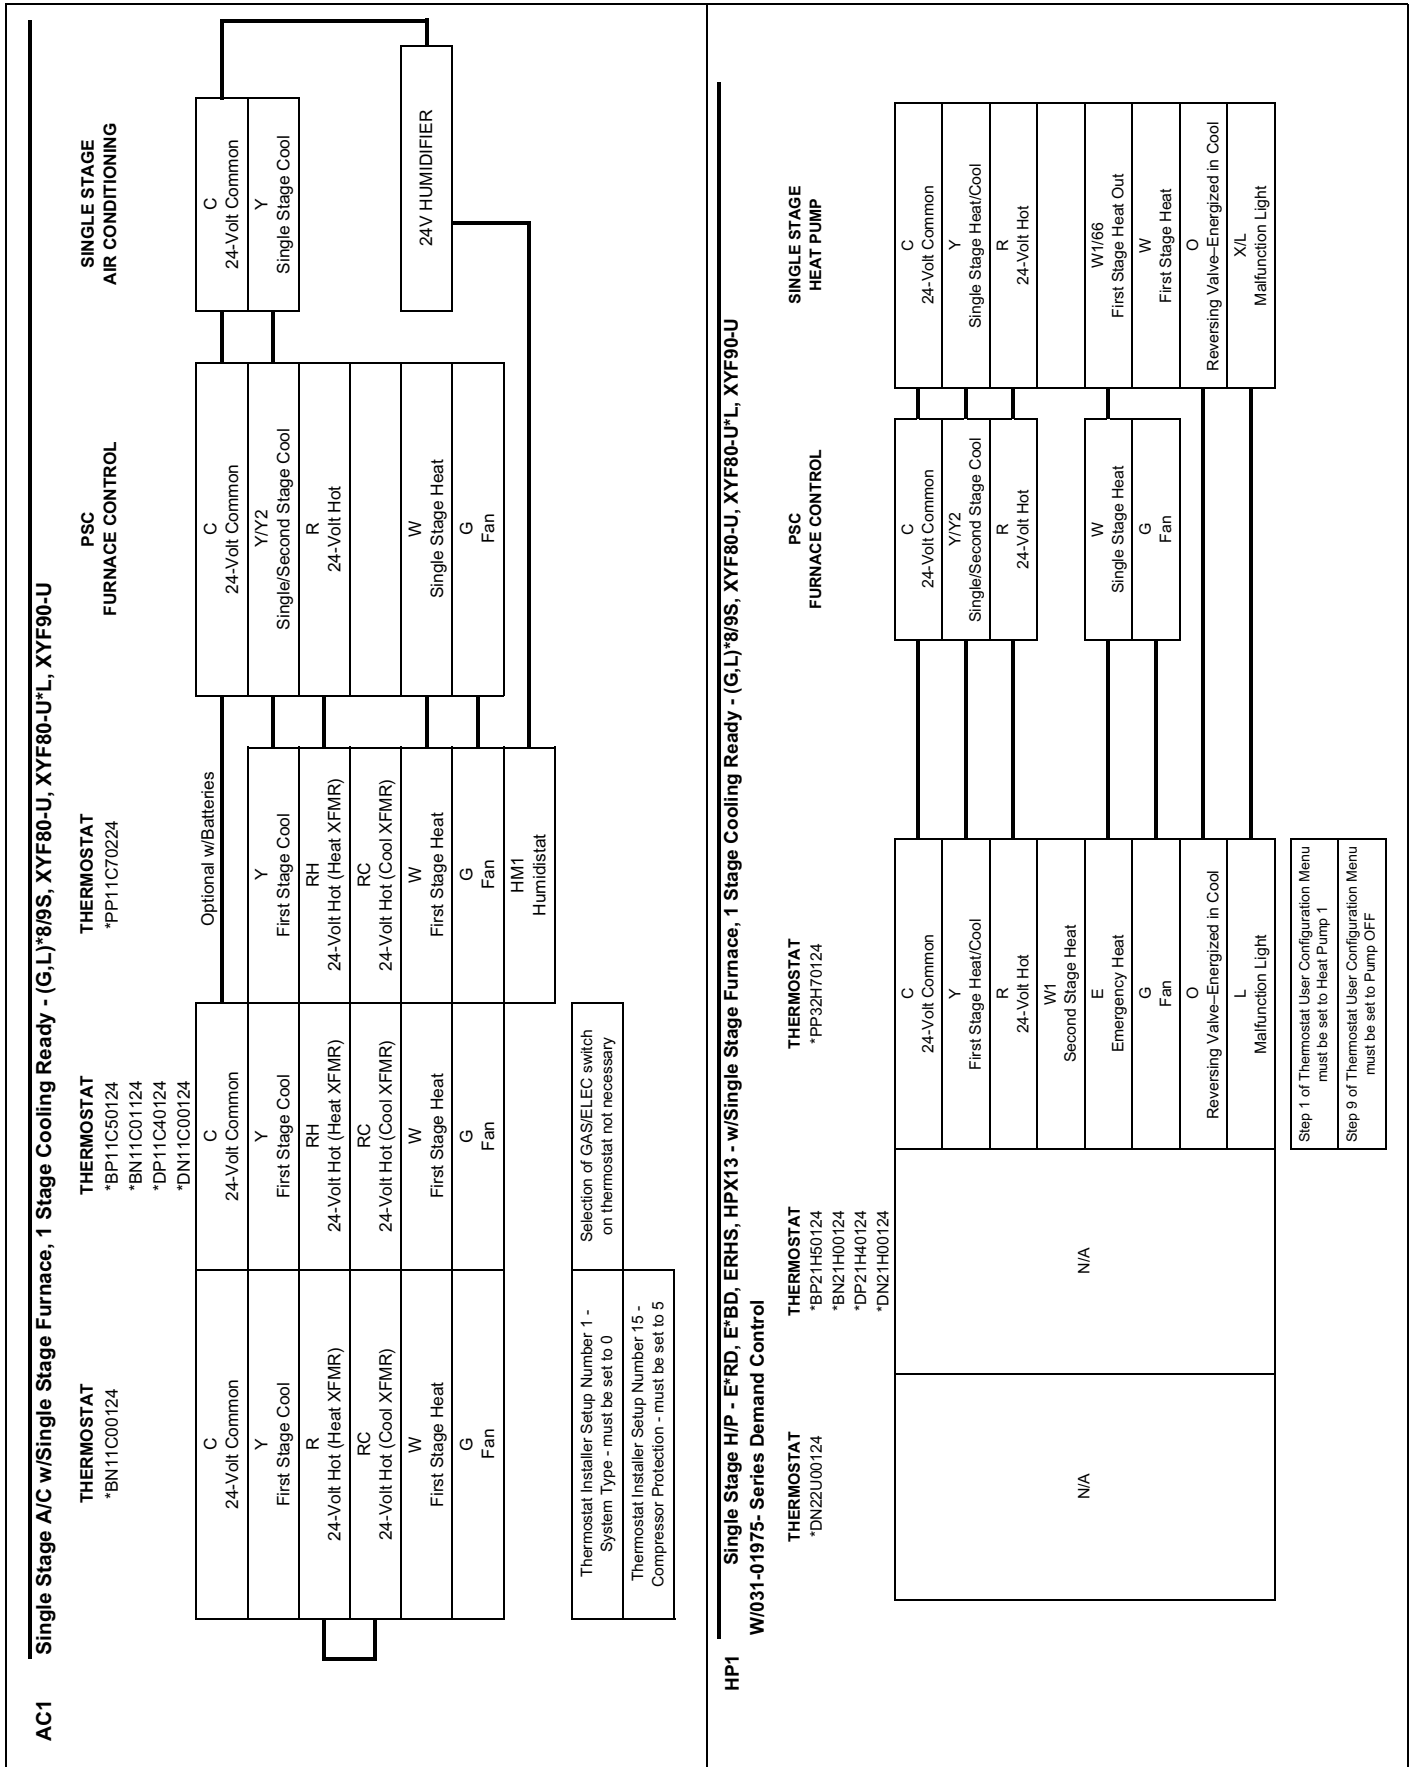 AC1
Single Stage A/C w/Single Stage Furnace, 1 Stage Cooling Ready - (G,L)*8/9S, XYF80-U, XYF80-U*L, XYF90-U
THERMOSTAT
*BN11C00124
C
24-Volt Common
Y
First Stage Cool
R
24-Volt Hot (Heat XFMR)
RC
24-Volt Hot (Cool XFMR)
W
First Stage Heat
G
Fan
Thermostat Installer Setup Number 1 -
System Type - must be set to 0
Thermostat Installer Setup Number 15 -
Compressor Protection - must be set to 5
THERMOSTAT
*BP11C50124
*BN11C01124
*DP11C40124
*DN11C00124
C
24-Volt Common
Y
First Stage Cool
RH
24-Volt Hot (Heat XFMR)
RC
24-Volt Hot (Cool XFMR)
W
First Stage Heat
G
Fan
Selection of GAS/ELEC switch
on thermostat not necessary
THERMOSTAT
*PP11C70224
Optional w/Batteries
Y
First Stage Cool
RH
24-Volt Hot (Heat XFMR)
RC
24-Volt Hot (Cool XFMR)
W
First Stage Heat
G
Fan
HM1
Humidistat
PSC
FURNACE CONTROL
C
24-Volt Common
Y/Y2
Single/Second Stage Cool
R
24-Volt Hot
W
Single Stage Heat
G
Fan
SINGLE STAGE
AIR CONDITIONING
C
24-Volt Common
Y
Single Stage Cool
24V HUMIDIFIER
HP1
Single Stage H/P - E*RD, E*BD, ERHS, HPX13 - w/Single Stage Furnace, 1 Stage Cooling Ready - (G,L)*8/9S, XYF80-U, XYF80-U*L, XYF90-U
W/031-01975- Series Demand Control
THERMOSTAT
*DN22U00124
N/A
THERMOSTAT
*BP21H50124
*BN21H00124
*DP21H40124
*DN21H00124
N/A
THERMOSTAT
*PP32H70124
C
24-Volt Common
Y
First Stage Heat/Cool
R
24-Volt Hot
W1
Second Stage Heat
E
Emergency Heat
G
Fan
O
Reversing Valve–Energized in Cool
L
Malfunction Light
Step 1 of Thermostat User Configuration Menu
must be set to Heat Pump 1
Step 9 of Thermostat User Configuration Menu
must be set to Pump OFF
PSC
FURNACE CONTROL
C
24-Volt Common
Y/Y2
Single/Second Stage Cool
R
24-Volt Hot
W
Single Stage Heat
G
Fan
SINGLE STAGE
HEAT PUMP
C
24-Volt Common
Y
Single Stage Heat/Cool
R
24-Volt Hot
W1/66
First Stage Heat Out
W
First Stage Heat
O
Reversing Valve–Energized in Cool
X/L
Malfunction Light